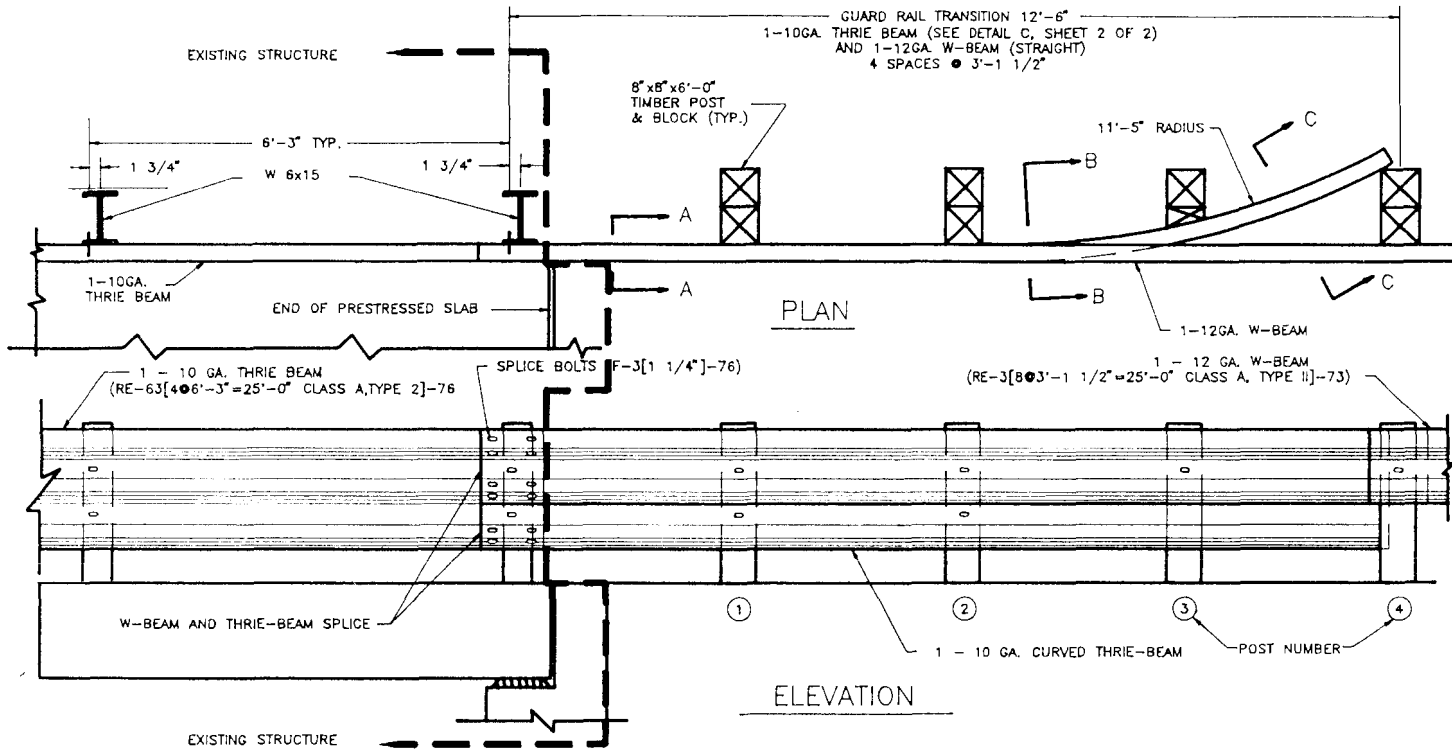 GUARD RAIL TRANSITION 12'-6"
1-10GA. THRIE BEAM (SEE DETAIL C, SHEET 2 OF 2)
AND 1-12GA. W-BEAM (STRAIGHT)
4 SPACES @ 3'-1 1/2"
EXISTING STRUCTURE
8"x8"x6'-0"
TIMBER POST
& BLOCK (TYP.)
11'-5" RADIUS
C
6'-3" TYP.
1 3/4"
1 3/4"
W 6x15
B
A
1-10GA.
THRIE BEAM
A
B
C
END OF PRESTRESSED SLAB
PLAN
1-12GA. W-BEAM
1 - 10 GA. THRIE BEAM
(RE-63[4@6'-3"=25'-0" CLASS A,TYPE 2]-76
SPLICE BOLTS F-3[1 1/4"]-76)
1 - 12 GA. W-BEAM
(RE-3[8@3'-1 1/2"=25'-0" CLASS A, TYPE II]-73)
1
2
3
4
W-BEAM AND THRIE-BEAM SPLICE
1 - 10 GA. CURVED THRIE-BEAM
POST NUMBER
ELEVATION
EXISTING STRUCTURE